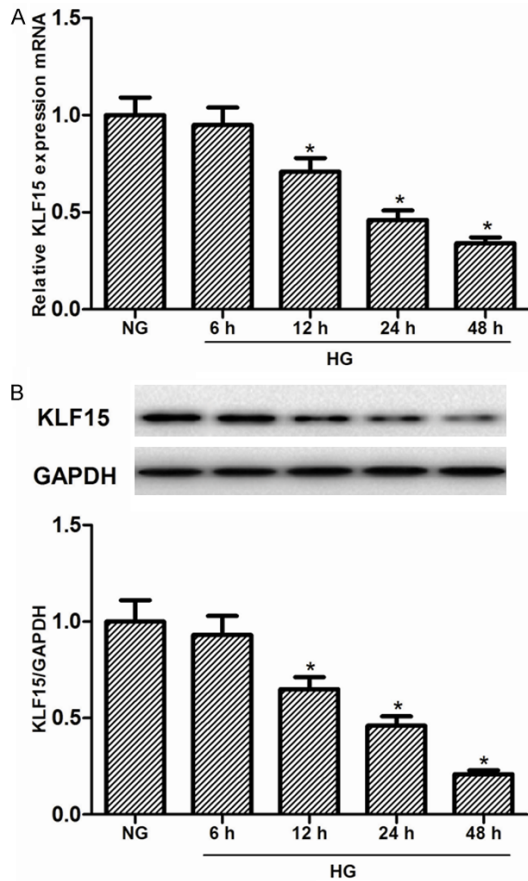 A
Relative KLF15 expression mRNA
1.5
1.0
0.5
0.0
* * *
NG 6 h 12 h 24 h 48 h
HG
B
KLF15
GAPDH
KLF15/GAPDH
1.5
1.0
0.5
0.0
* * *
NG 6 h 12 h 24 h 48 h
HG